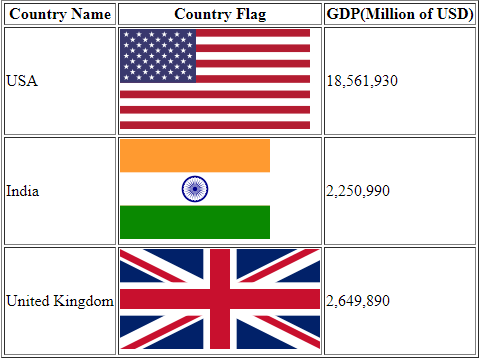 Country Name Country Flag GDP(Million of USD)
USA 18,561,930
India 2,250,990
United Kingdom 2,649,890